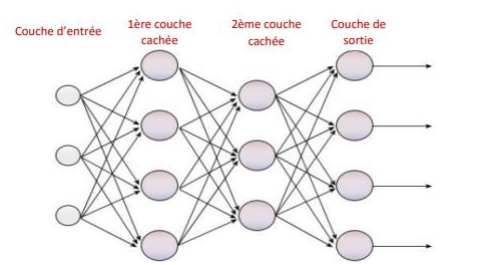 Couche d'entrée
1ère couche
cachée
2ème couche
cachée
Couche de
sortie